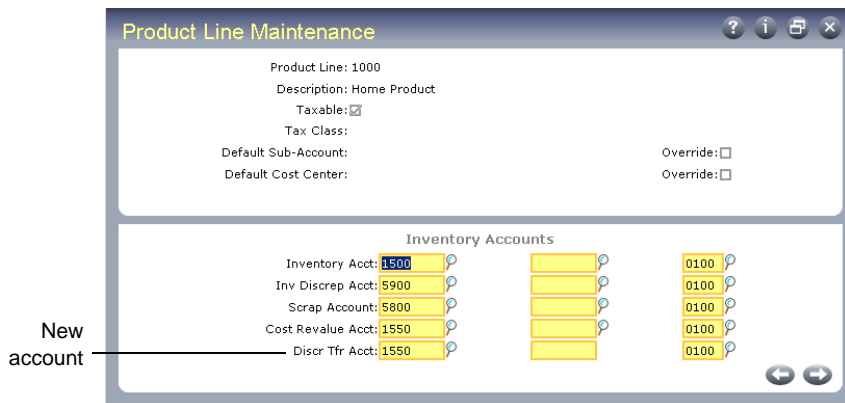 Product Line Maintenance
Product Line: 1000
Description: Home Product
Taxable:
Tax Class:
Default Sub-Account: Override:
Default Cost Center: Override:
Inventory Accounts
Inventory Acct: 1500 0100
Inv Discrep Acct: 5900 0100
Scrap Account: 5800 0100
Cost Revalue Acct: 1550 0100
Discr Tfr Acct: 1550 0100
New
account